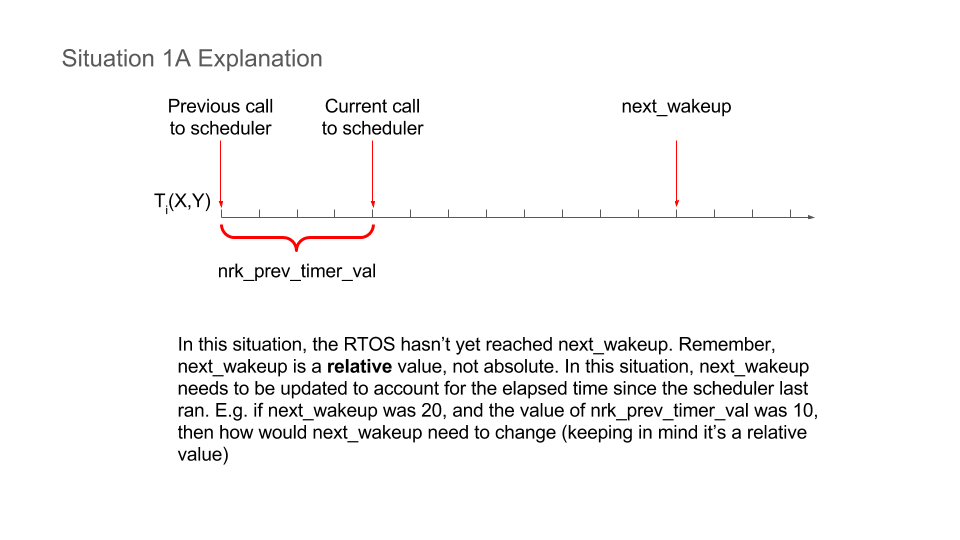 Situation 1A Explanation
Previous call
to scheduler
Current call
to scheduler
next_wakeup
Ti(X,Y)
nrk_prev_timer_val
In this situation, the RTOS hasn’t yet reached next_wakeup. Remember,
next_wakeup is a relative value, not absolute. In this situation, next_wakeup
needs to be updated to account for the elapsed time since the scheduler last
ran. E.g. if next_wakeup was 20, and the value of nrk_prev_timer_val was 10,
then how would next_wakeup need to change (keeping in mind it’s a relative
value)